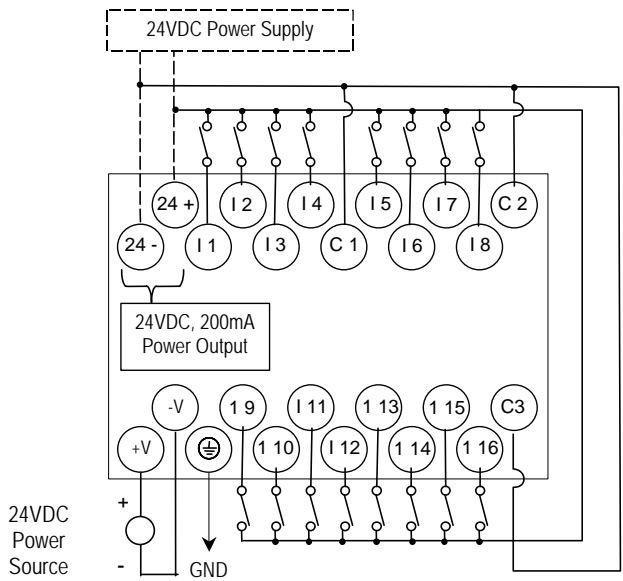 24VDC Power Supply
24 +
I 2
I 4
I 5
I 7
C 2
24 -
I 1
I 3
C 1
I 6
I 8
24VDC, 200mA
Power Output
-V
1 9
I 11
1 13
1 15
C3
+V
1 10
I 12
1 14
1 16
+
24VDC
Power
Source
-
GND